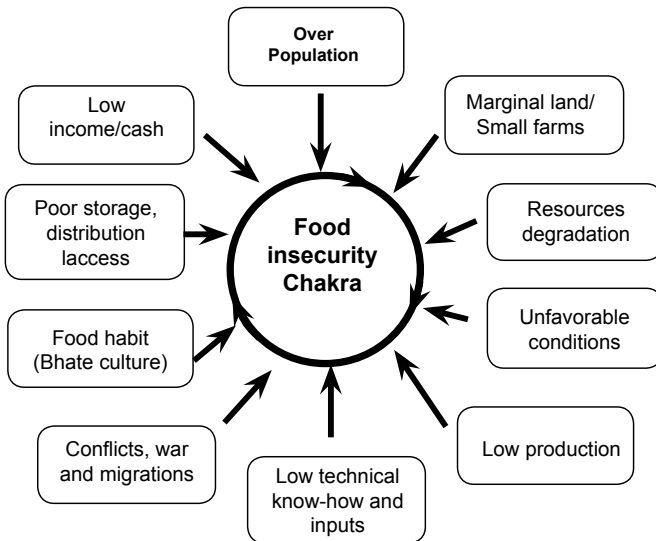 Over
Population
Low
income/cash
Marginal land/
Small farms
Poor storage,
distribution
laccess
Food
insecurity
Chakra
Resources
degradation
Food habit
(Bhate culture)
Unfavorable
conditions
Conflicts, war
and migrations
Low technical
know-how and
inputs
Low production